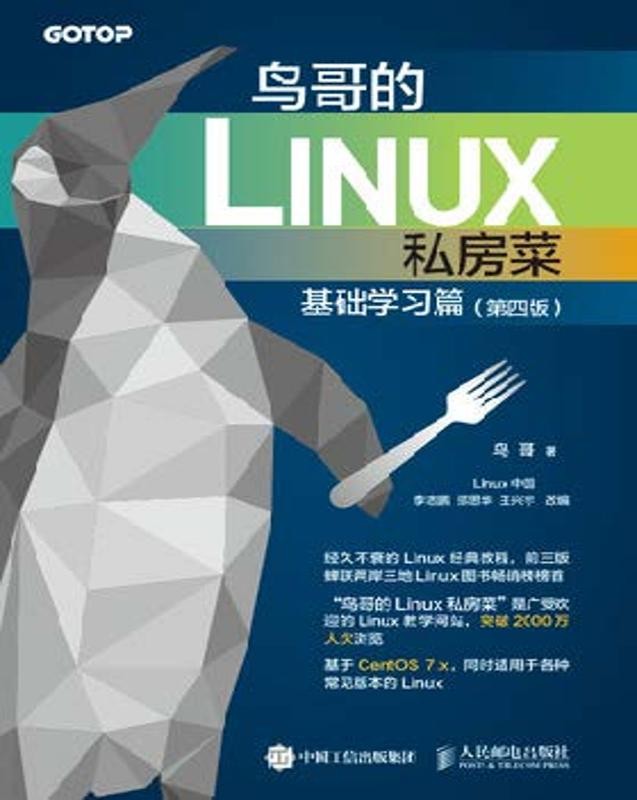 GOTOP
鸟哥的
LINUX
私房菜
基础学习篇（第四版）
鸟 哥 著
Linux 中国
王兴宇 改编
经久不衰的 Linux 经典教程，前三版
蝉联两岸三地 Linux 图书畅销榜榜首
“鸟哥的 Linux 私房菜”是广受欢
迎的 Linux 教学网站，突破 2000 万
人次浏览
基于 CentOS 7.x，同时适用于各种
常见版本的 Linux
中国工信出版集团
人民邮电出版社
POSTS & TELECOM PRESS